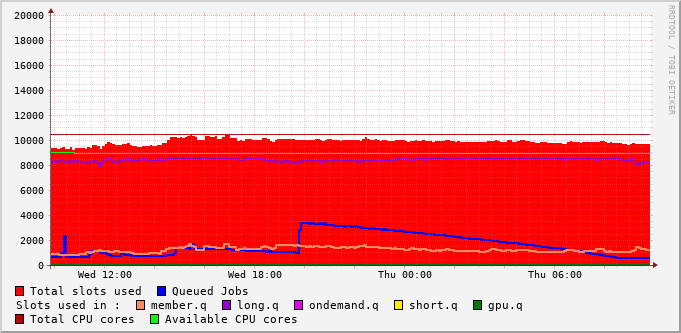 RRDTOOL / TOBI OETIKER
20000
18000
16000
14000
12000
10000
8000
6000
4000
2000
0
Wed 12:00 Wed 18:00 Thu 00:00 Thu 06:00
Total slots used Queued Jobs
Slots used in : member.q long.q ondemand.q short.q gpu.q
Total CPU cores Available CPU cores